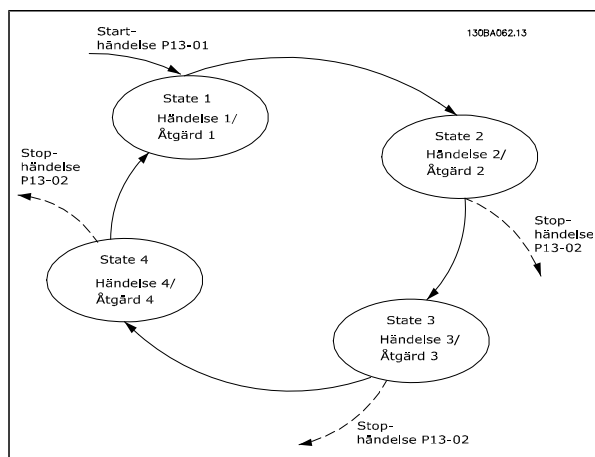 130BA062.13
Start-
händelse P13-01
State 1
Händelse 1/
Åtgärd 1
State 2
Händelse 2/
Åtgärd 2
Stop-
händelse
P13-02
Stop-
händelse
P13-02
State 4
Händelse 4/
Åtgärd 4
State 3
Händelse 3/
Åtgärd 3
Stop-
händelse P13-02